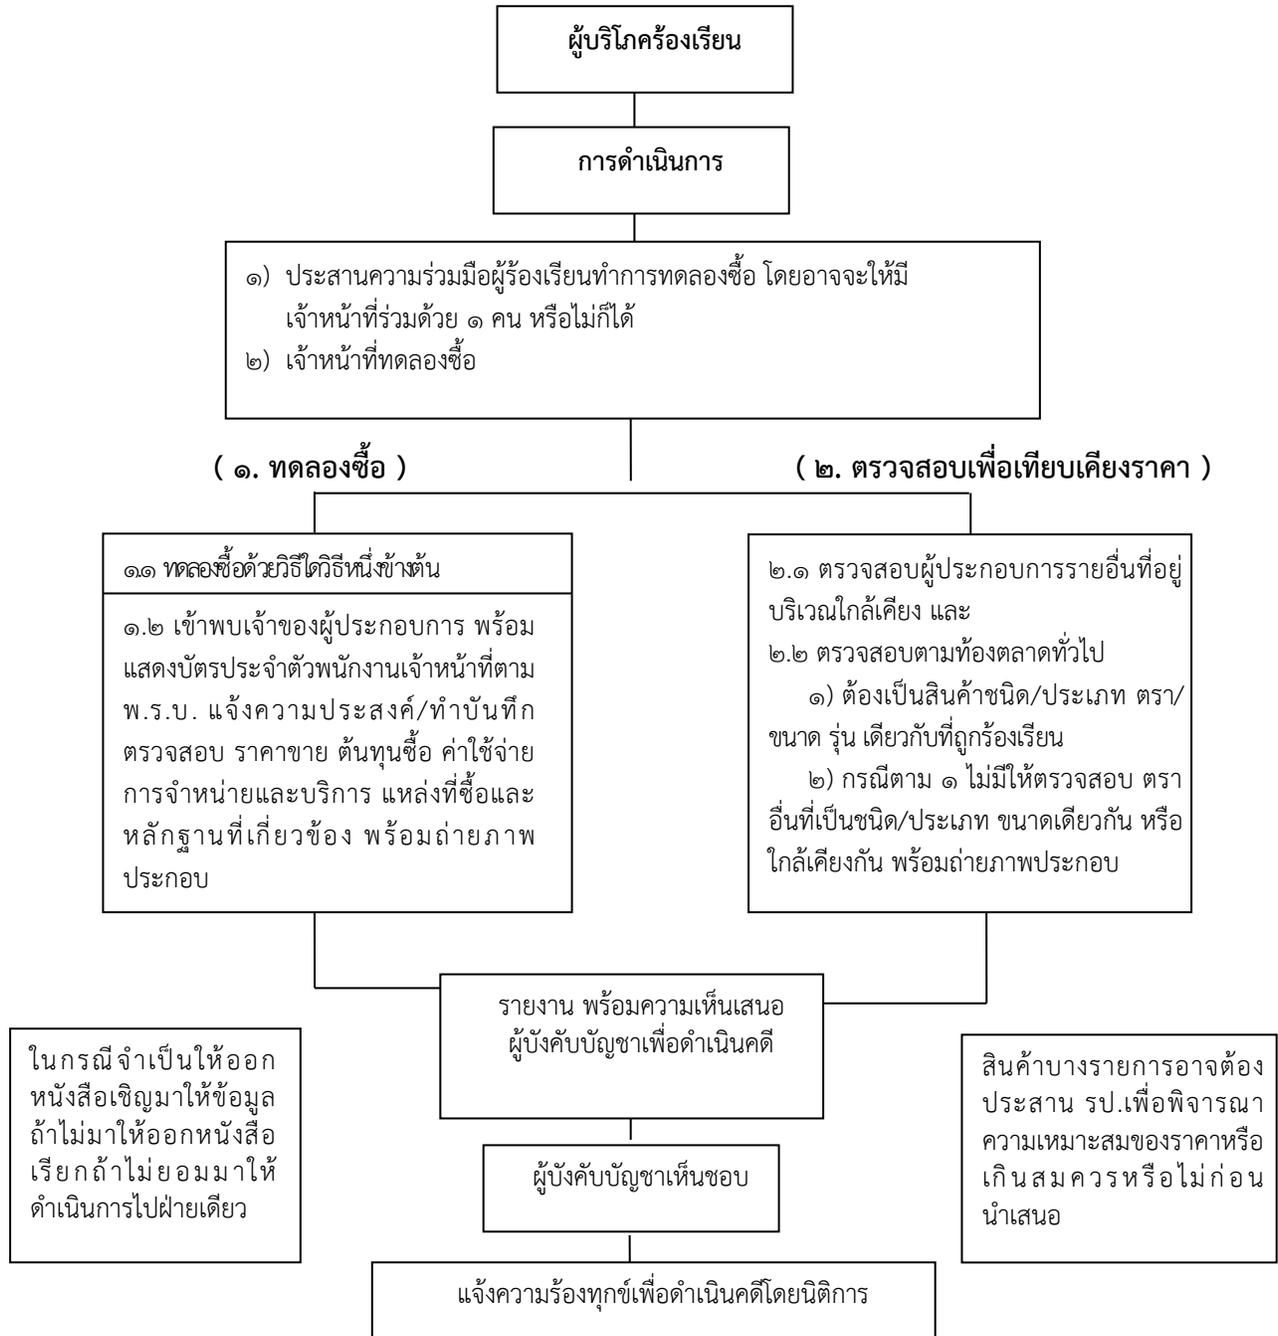 ผู้บริโภคร้องเรียน
การดำเนินการ
๑) ประสานความร่วมมือผู้ร้องเรียนทำการทดลองซื้อ โดยอาจจะให้มี
เจ้าหน้าที่ร่วมด้วย ๑ คน หรือไม่ก็ได้
๒) เจ้าหน้าที่ทดลองซื้อ
( ๑. ทดลองซื้อ )
( ๒. ตรวจสอบเพื่อเทียบเคียงราคา )
๑.๑ ทดลองซื้อด้วยวิธีใดวิธีหนึ่งข้างต้น
๑.๒ เข้าพบเจ้าของผู้ประกอบการ พร้อม
แสดงบัตรประจำตัวพนักงานเจ้าหน้าที่ตาม
พ.ร.บ. แจ้งความประสงค์/ทำบันทึก
ตรวจสอบ ราคาขาย ต้นทุนซื้อ ค่าใช้จ่าย
การจำหน่ายและบริการ แหล่งที่ซื้อและ
หลักฐานที่เกี่ยวข้อง พร้อมถ่ายภาพ
ประกอบ
๒.๑ ตรวจสอบผู้ประกอบการรายอื่นที่อยู่
บริเวณใกล้เคียง และ
๒.๒ ตรวจสอบตามท้องตลาดทั่วไป
๑) ต้องเป็นสินค้าชนิด/ประเภท ตรา/
ขนาด รุ่น เดียวกับที่ถูกร้องเรียน
๒) กรณีตาม ๑ ไม่มีให้ตรวจสอบ ตรา
อื่นที่เป็นชนิด/ประเภท ขนาดเดียวกัน หรือ
ใกล้เคียงกัน พร้อมถ่ายภาพประกอบ
รายงาน พร้อมความเห็นเสนอ
ผู้บังคับบัญชาเพื่อดำเนินคดี
ในกรณีจำเป็นให้ออก
หนังสือเชิญมาให้ข้อมูล
ถ้าไม่มาให้ออกหนังสือ
เรียกถ้าไม่ยอมมาให้
ดำเนินการไปฝ่ายเดียว
สินค้าบางรายการอาจต้อง
ประสาน รป.เพื่อพิจารณา
ความเหมาะสมของราคาหรือ
เกินสมควรหรือไม่ก่อน
นำเสนอ
ผู้บังคับบัญชาเห็นชอบ
แจ้งความร้องทุกข์เพื่อดำเนินคดีโดยนิติการ